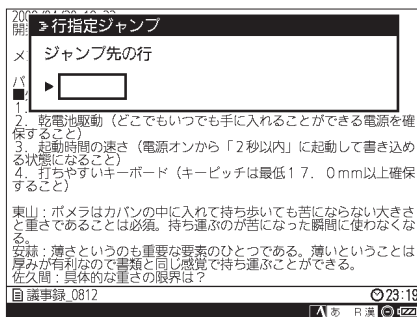 行指定ジャンプ
ジャンプ先の行
2．乾電池駆動（どこでもいつでも手に入れることができる電源を確
保すること）
3．起動時間の速さ（電源オンから「2秒以内」に起動して書き込め
る状態になること）
4．打ちやすいキーボード（キーピッチは最低17．0mm以上確保
すること）
東山：ポメラはカバンの中に入れて持ち歩いても苦にならない大きさ
と重さであることは必須。持ち運ぶのが苦になった瞬間に使わなくな
る。
安蒜：薄さというのも重要な要素のひとつである。薄いということは
厚みが有利なので書類と同じ感覚で持ち運ぶことができる。
佐久間：具体的な重さの限界は？
議事録_0812
23:19
あ R漢